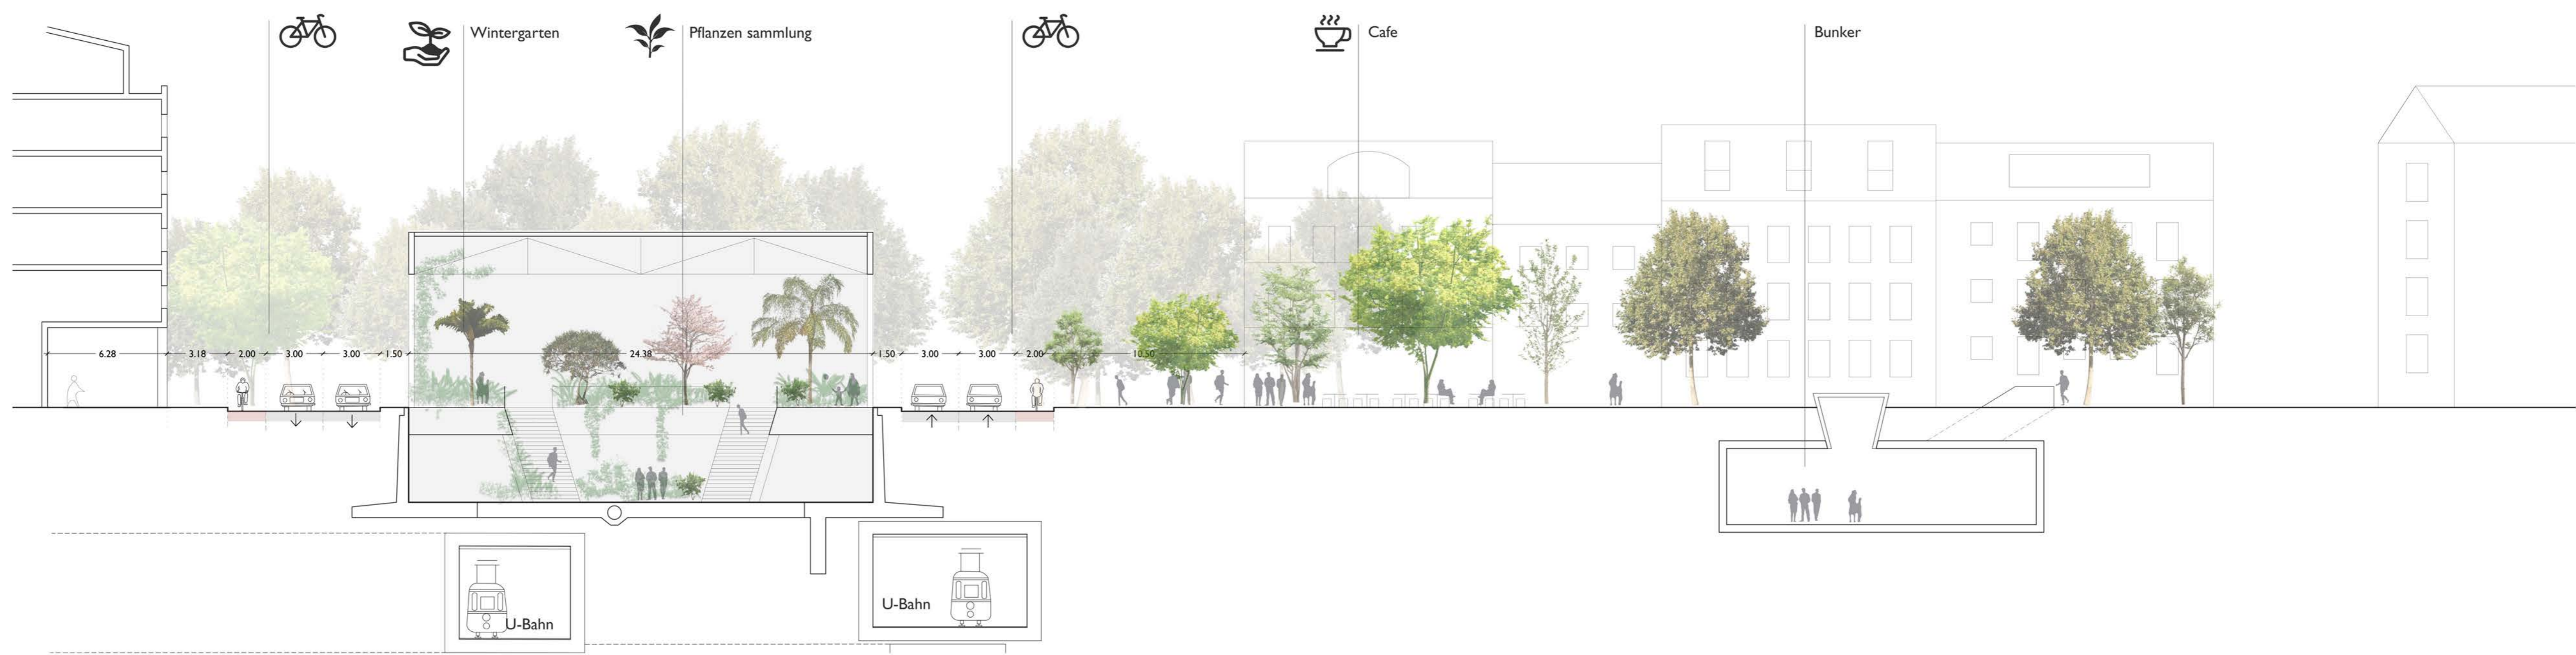 Wintergarten
Pflanzen sammlung
Cafe
Bunker
6.28
3.18
2.00
3.00
3.00
1.50
24.38
1.50
3.00
3.00
2.00
10.50
U-Bahn
U-Bahn